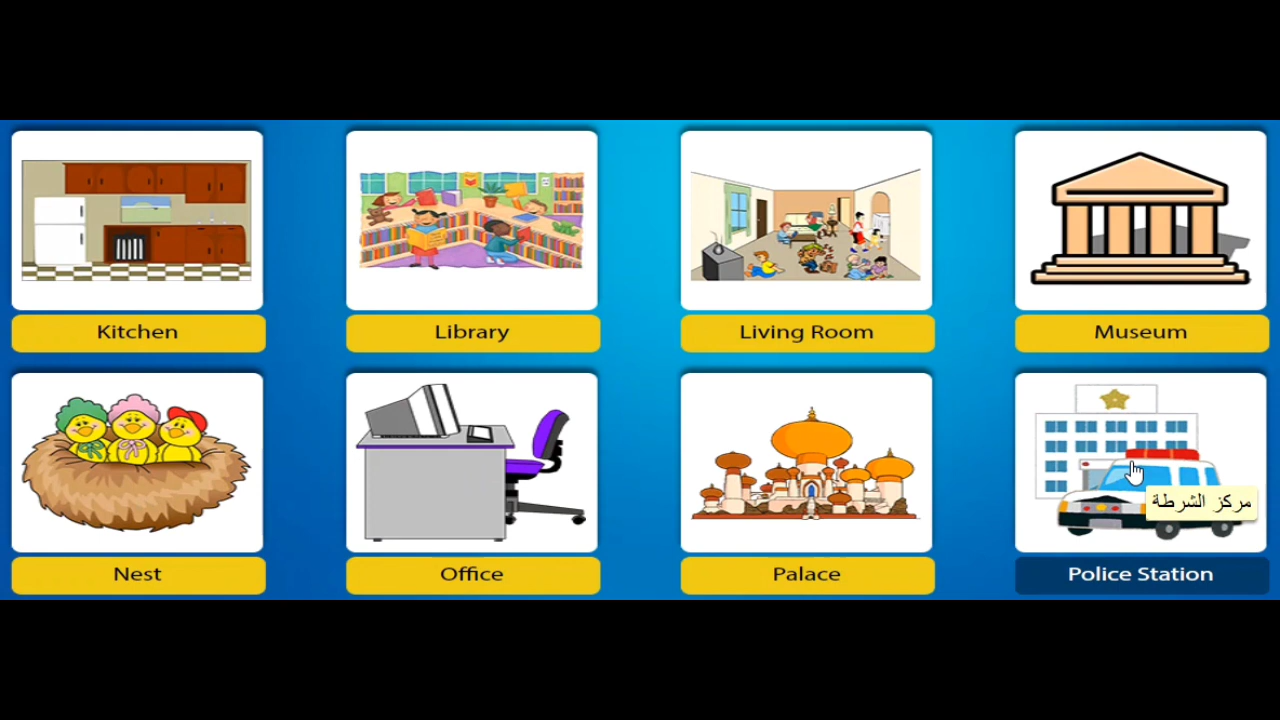 Kitchen
Library
Living Room
Museum
Nest
Office
Palace
مركز الشرطة
Police Station